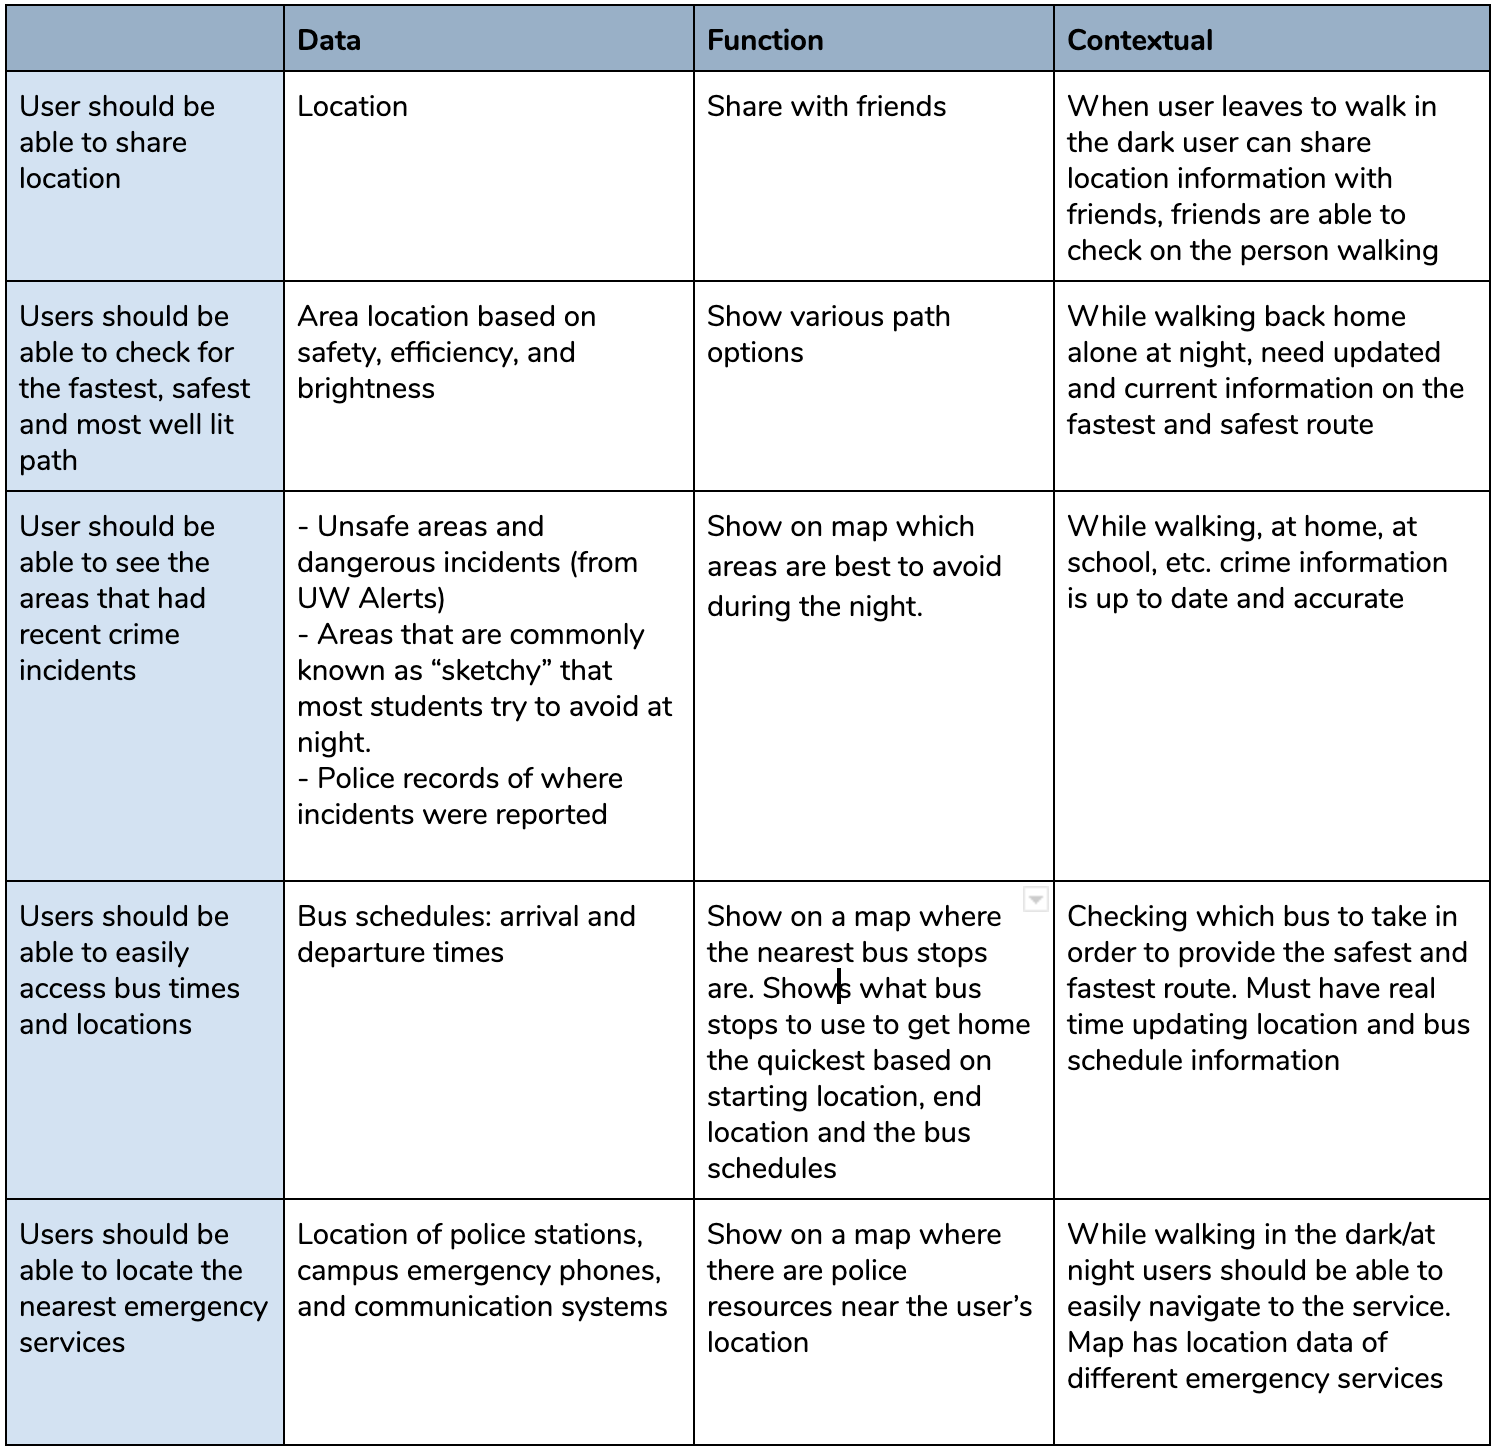 Data
Function
Contextual
User should be
able to share
location
Location
Share with friends
When user leaves to walk in
the dark user can share
location information with
friends, friends are able to
check on the person walking
Users should be
able to check for
the fastest, safest
and most well lit
path
Area location based on
safety, efficiency, and
brightness
Show various path
options
While walking back home
alone at night, need updated
and current information on the
fastest and safest route
User should be
able to see the
areas that had
recent crime
incidents
- Unsafe areas and
dangerous incidents (from
UW Alerts)
- Areas that are commonly
known as “sketchy” that
most students try to avoid at
night.
- Police records of where
incidents were reported
Show on map which
areas are best to avoid
during the night.
While walking, at home, at
school, etc. crime information
is up to date and accurate
Users should be
able to easily
access bus times
and locations
Bus schedules: arrival and
departure times
Show on a map where
the nearest bus stops
are. Shows what bus
stops to use to get home
the quickest based on
starting location, end
location and the bus
schedules
Checking which bus to take in
order to provide the safest and
fastest route. Must have real
time updating location and bus
schedule information
Users should be
able to locate the
nearest emergency
services
Location of police stations,
campus emergency phones,
and communication systems
Show on a map where
there are police
resources near the user’s
location
While walking in the dark/at
night users should be able to
easily navigate to the service.
Map has location data of
different emergency services